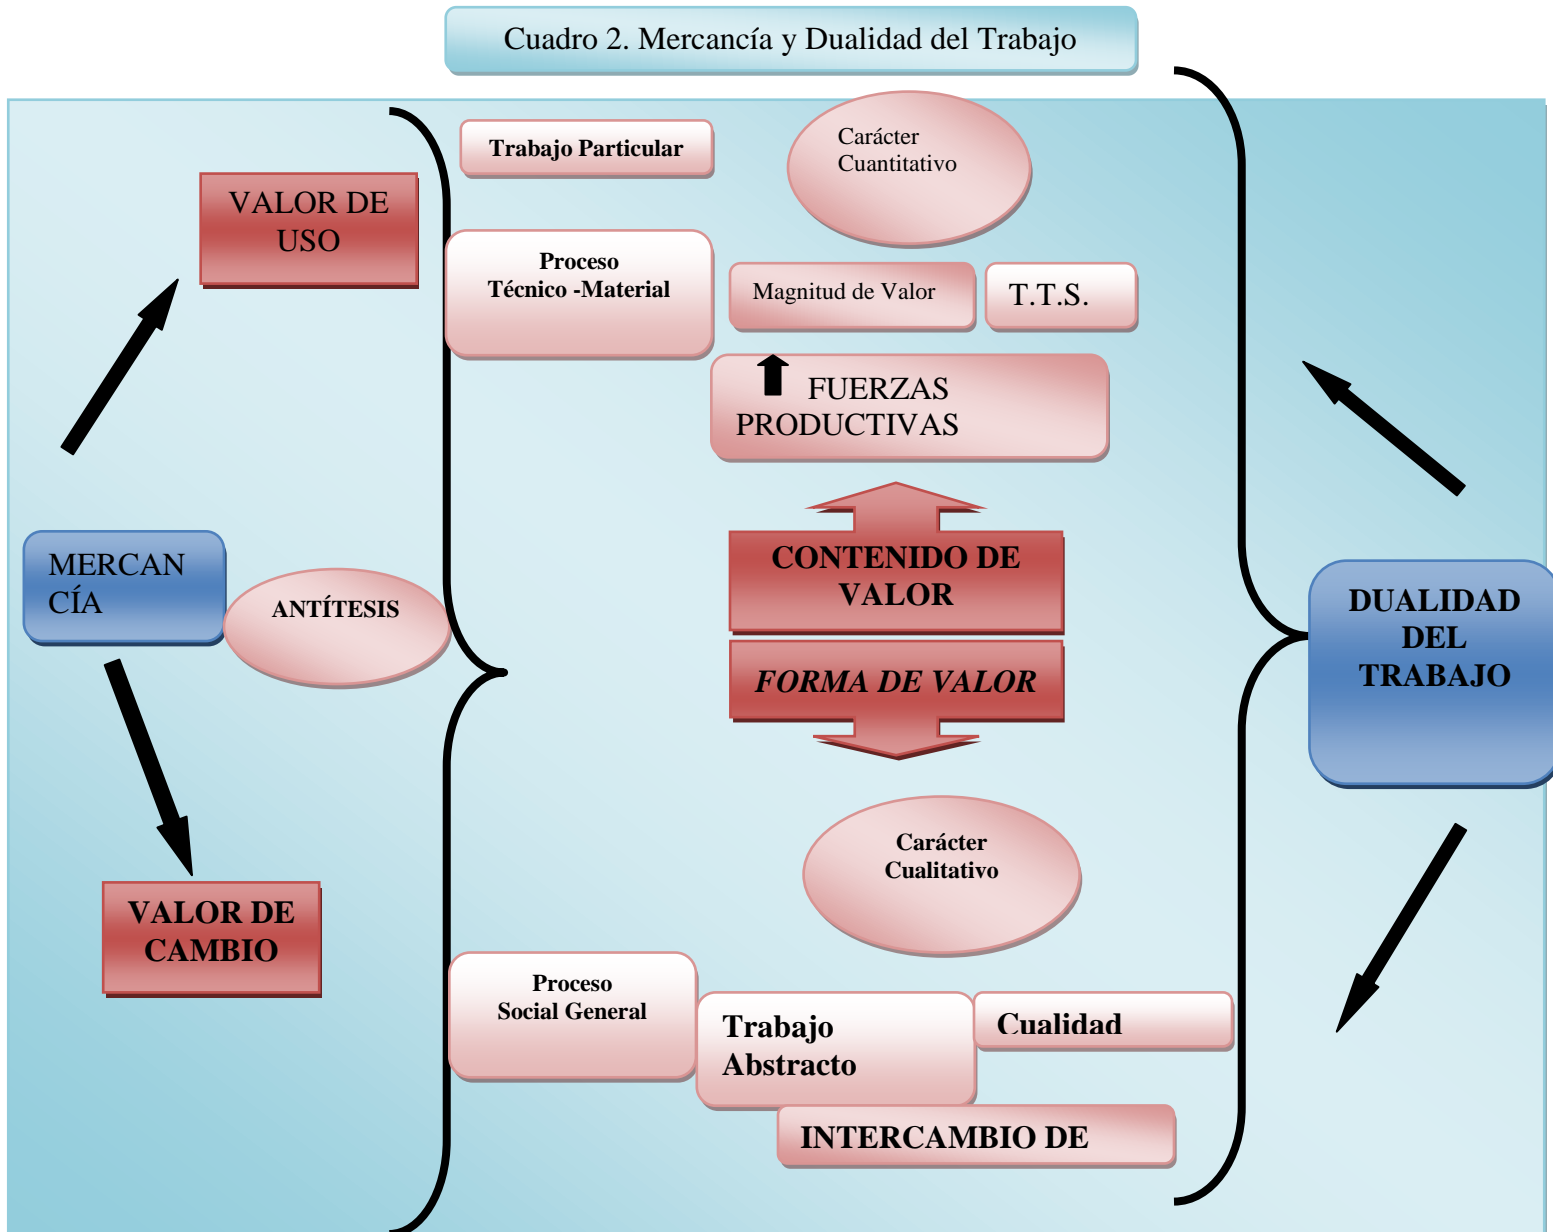 Cuadro 2. Mercancía y Dualidad del Trabajo
Trabajo Particular
Carácter
Cuantitativo
VALOR DE
USO
Proceso
Técnico -Material
Magnitud de Valor
T.T.S.
FUERZAS
PRODUCTIVAS
MERCAN
CÍA
ANTÍTESIS
CONTENIDO DE
VALOR
FORMA DE VALOR
DUALIDAD
DEL
TRABAJO
Carácter
Cualitativo
VALOR DE
CAMBIO
Proceso
Social General
Trabajo
Abstracto
Cualidad
INTERCAMBIO DE